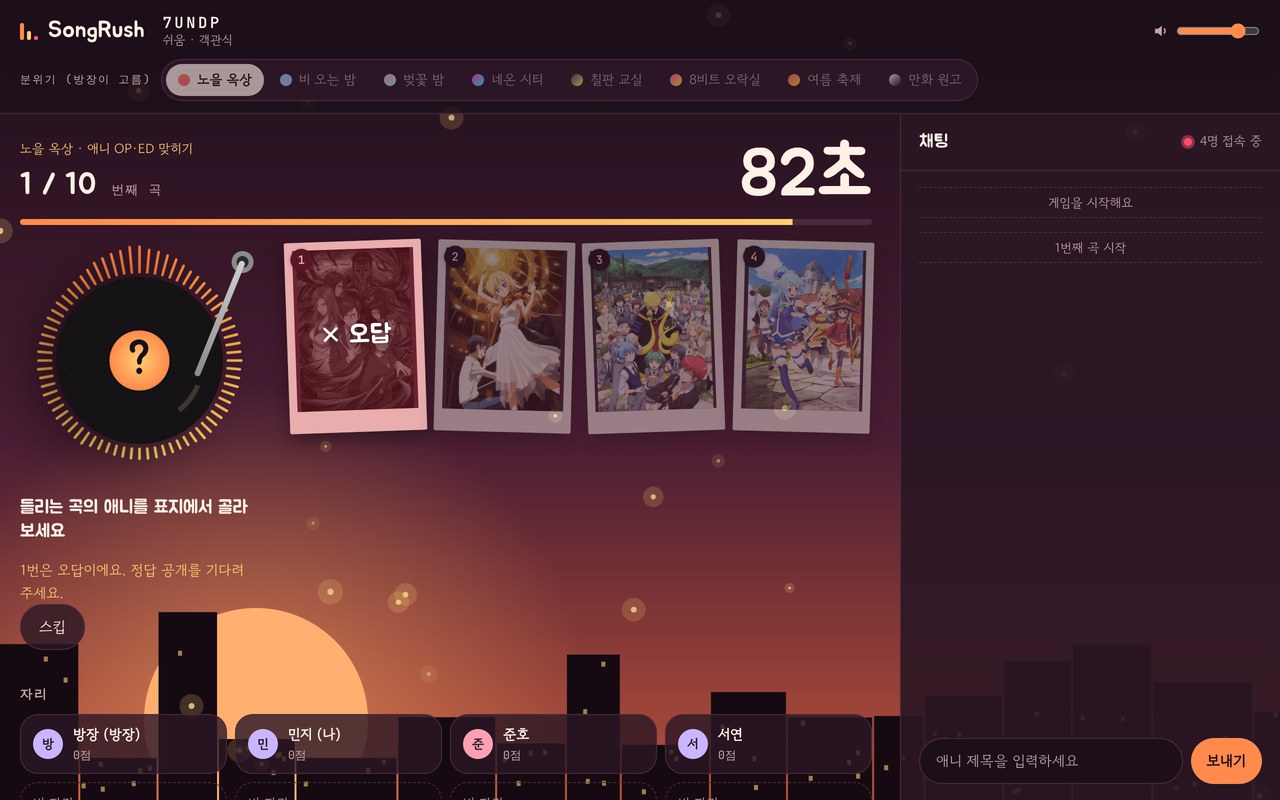 SongRush
7UNDP
쉬움 · 객관식
분위기 (방장이 고름)
노을 옥상
비 오는 밤
벚꽃 밤
네온 시티
칠판 교실
8비트 오락실
여름 축제
만화 원고
노을 옥상 · 애니 OP·ED 맞히기
1 / 10 번째 곡
82초
?
1
× 오답
2
3
4
들리는 곡의 애니를 표지에서 골라
보세요
1번은 오답이에요. 정답 공개를 기다려
주세요.
스킵
자리
방
방장 (방장)
0점
민
민지 (나)
0점
준
준호
0점
서
서연
0점
채팅
4명 접속 중
게임을 시작해요
1번째 곡 시작
애니 제목을 입력하세요
보내기